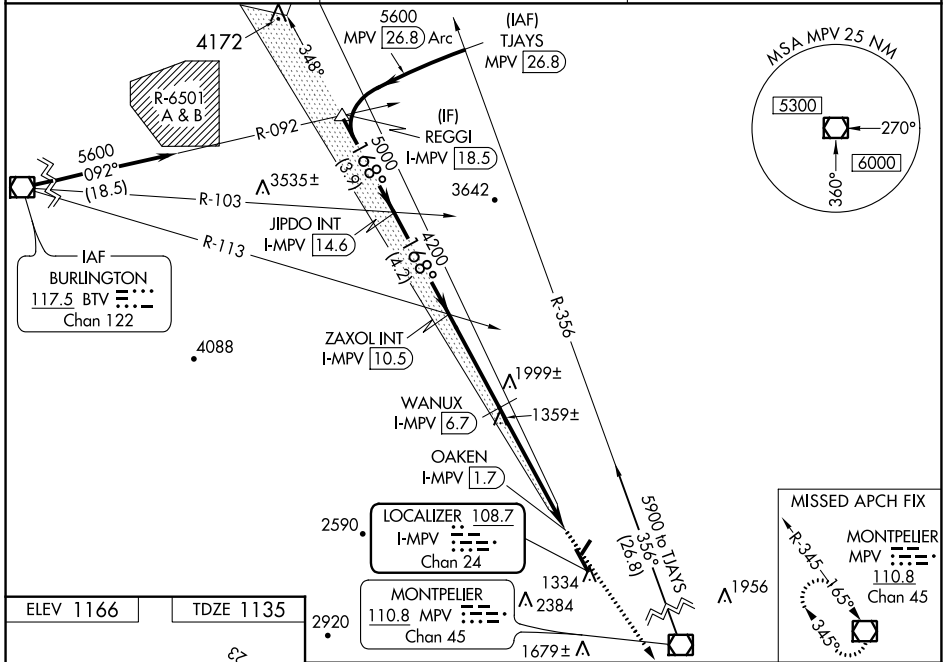 4172
348°
5600
MPV 26.8 Arc
(IAF)
TJAYS
MPV 26.8
MSA MPV 25 NM
5300
270°
6000
360°
R-6501
A & B
R-092
(IF)
REGGI
I-MPV 18.5
5600
092°
(18.5)
5000
168°
(3.9)
3535±
3642
R-103
JIPDO INT
I-MPV 14.6
R-113
4200
168°
(4.2)
IAF
BURLINGTON
117.5 BTV
Chan 122
R-356
ZAXOL INT
I-MPV 10.5
4088
1999±
WANUX
I-MPV 6.7
1359±
OAKEN
I-MPV 1.7
5900 to TJAYS
356°
(26.8)
2590
LOCALIZER 108.7
I-MPV
Chan 24
1334
2384
1956
MONTPELIER
110.8 MPV
Chan 45
2920
1679±
MISSED APCH FIX
MONTPELIER
MPV
110.8
Chan 45
R-345
165°
345°
ELEV 1166
TDZE 1135
23